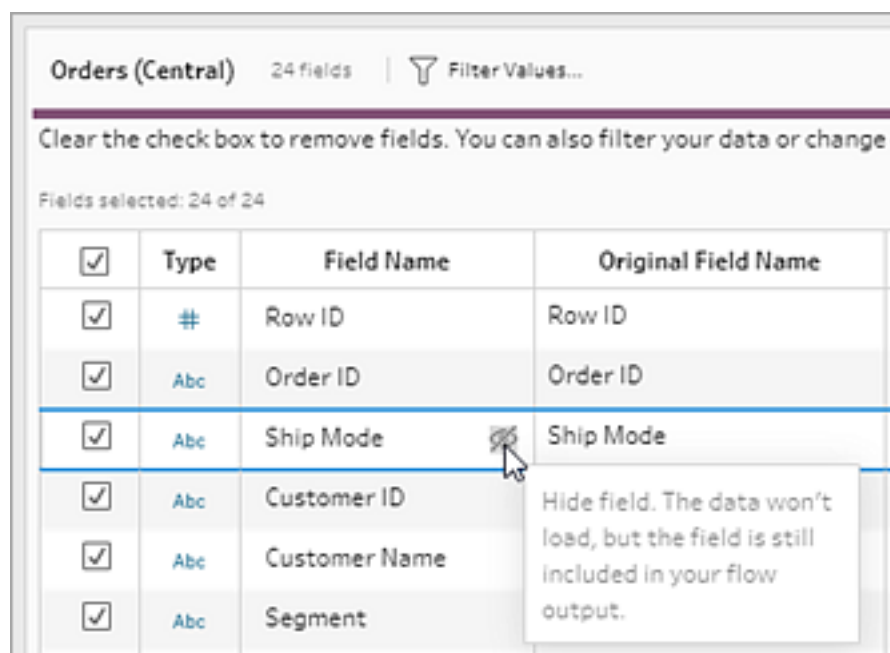 Orders (Central) 24 fields Filter Values...
Clear the check box to remove fields. You can also filter your data or change
Fields selected: 24 of 24
Type Field Name Original Field Name
# Row ID Row ID
Abc Order ID Order ID
Abc Ship Mode Ship Mode
Abc Customer ID
Abc Customer Name
Abc Segment
Hide field. The data won't
load, but the field is still
included in your flow
output.